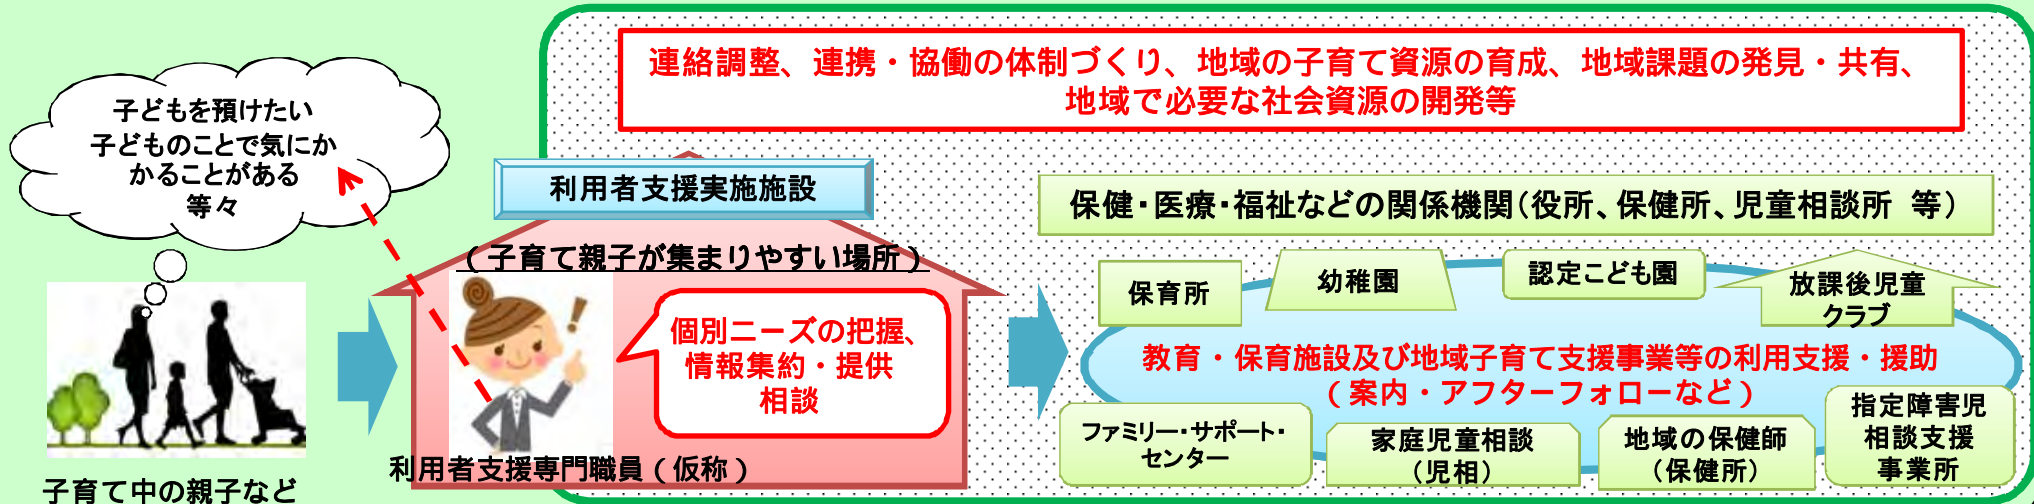 連絡調整、連携・協働の体制づくり、地域の子育て資源の育成、地域課題の発見・共有、
地域で必要な社会資源の開発等
子どもを預けたい
子どものことで気にか
かることがある
等々
利用者支援実施施設
(子育て親子が集まりやすい場所)
個別ニーズの把握、
情報集約・提供
相談
利用者支援専門職員(仮称)
子育て中の親子など
保健・医療・福祉などの関係機関(役所、保健所、児童相談所 等)
保育所
幼稚園
認定こども園
放課後児童
クラブ
教育・保育施設及び地域子育て支援事業等の利用支援・援助
(案内・アフターフォローなど)
ファミリー・サポート・
センター
家庭児童相談
(児相)
地域の保健師
(保健所)
指定障害児
相談支援
事業所